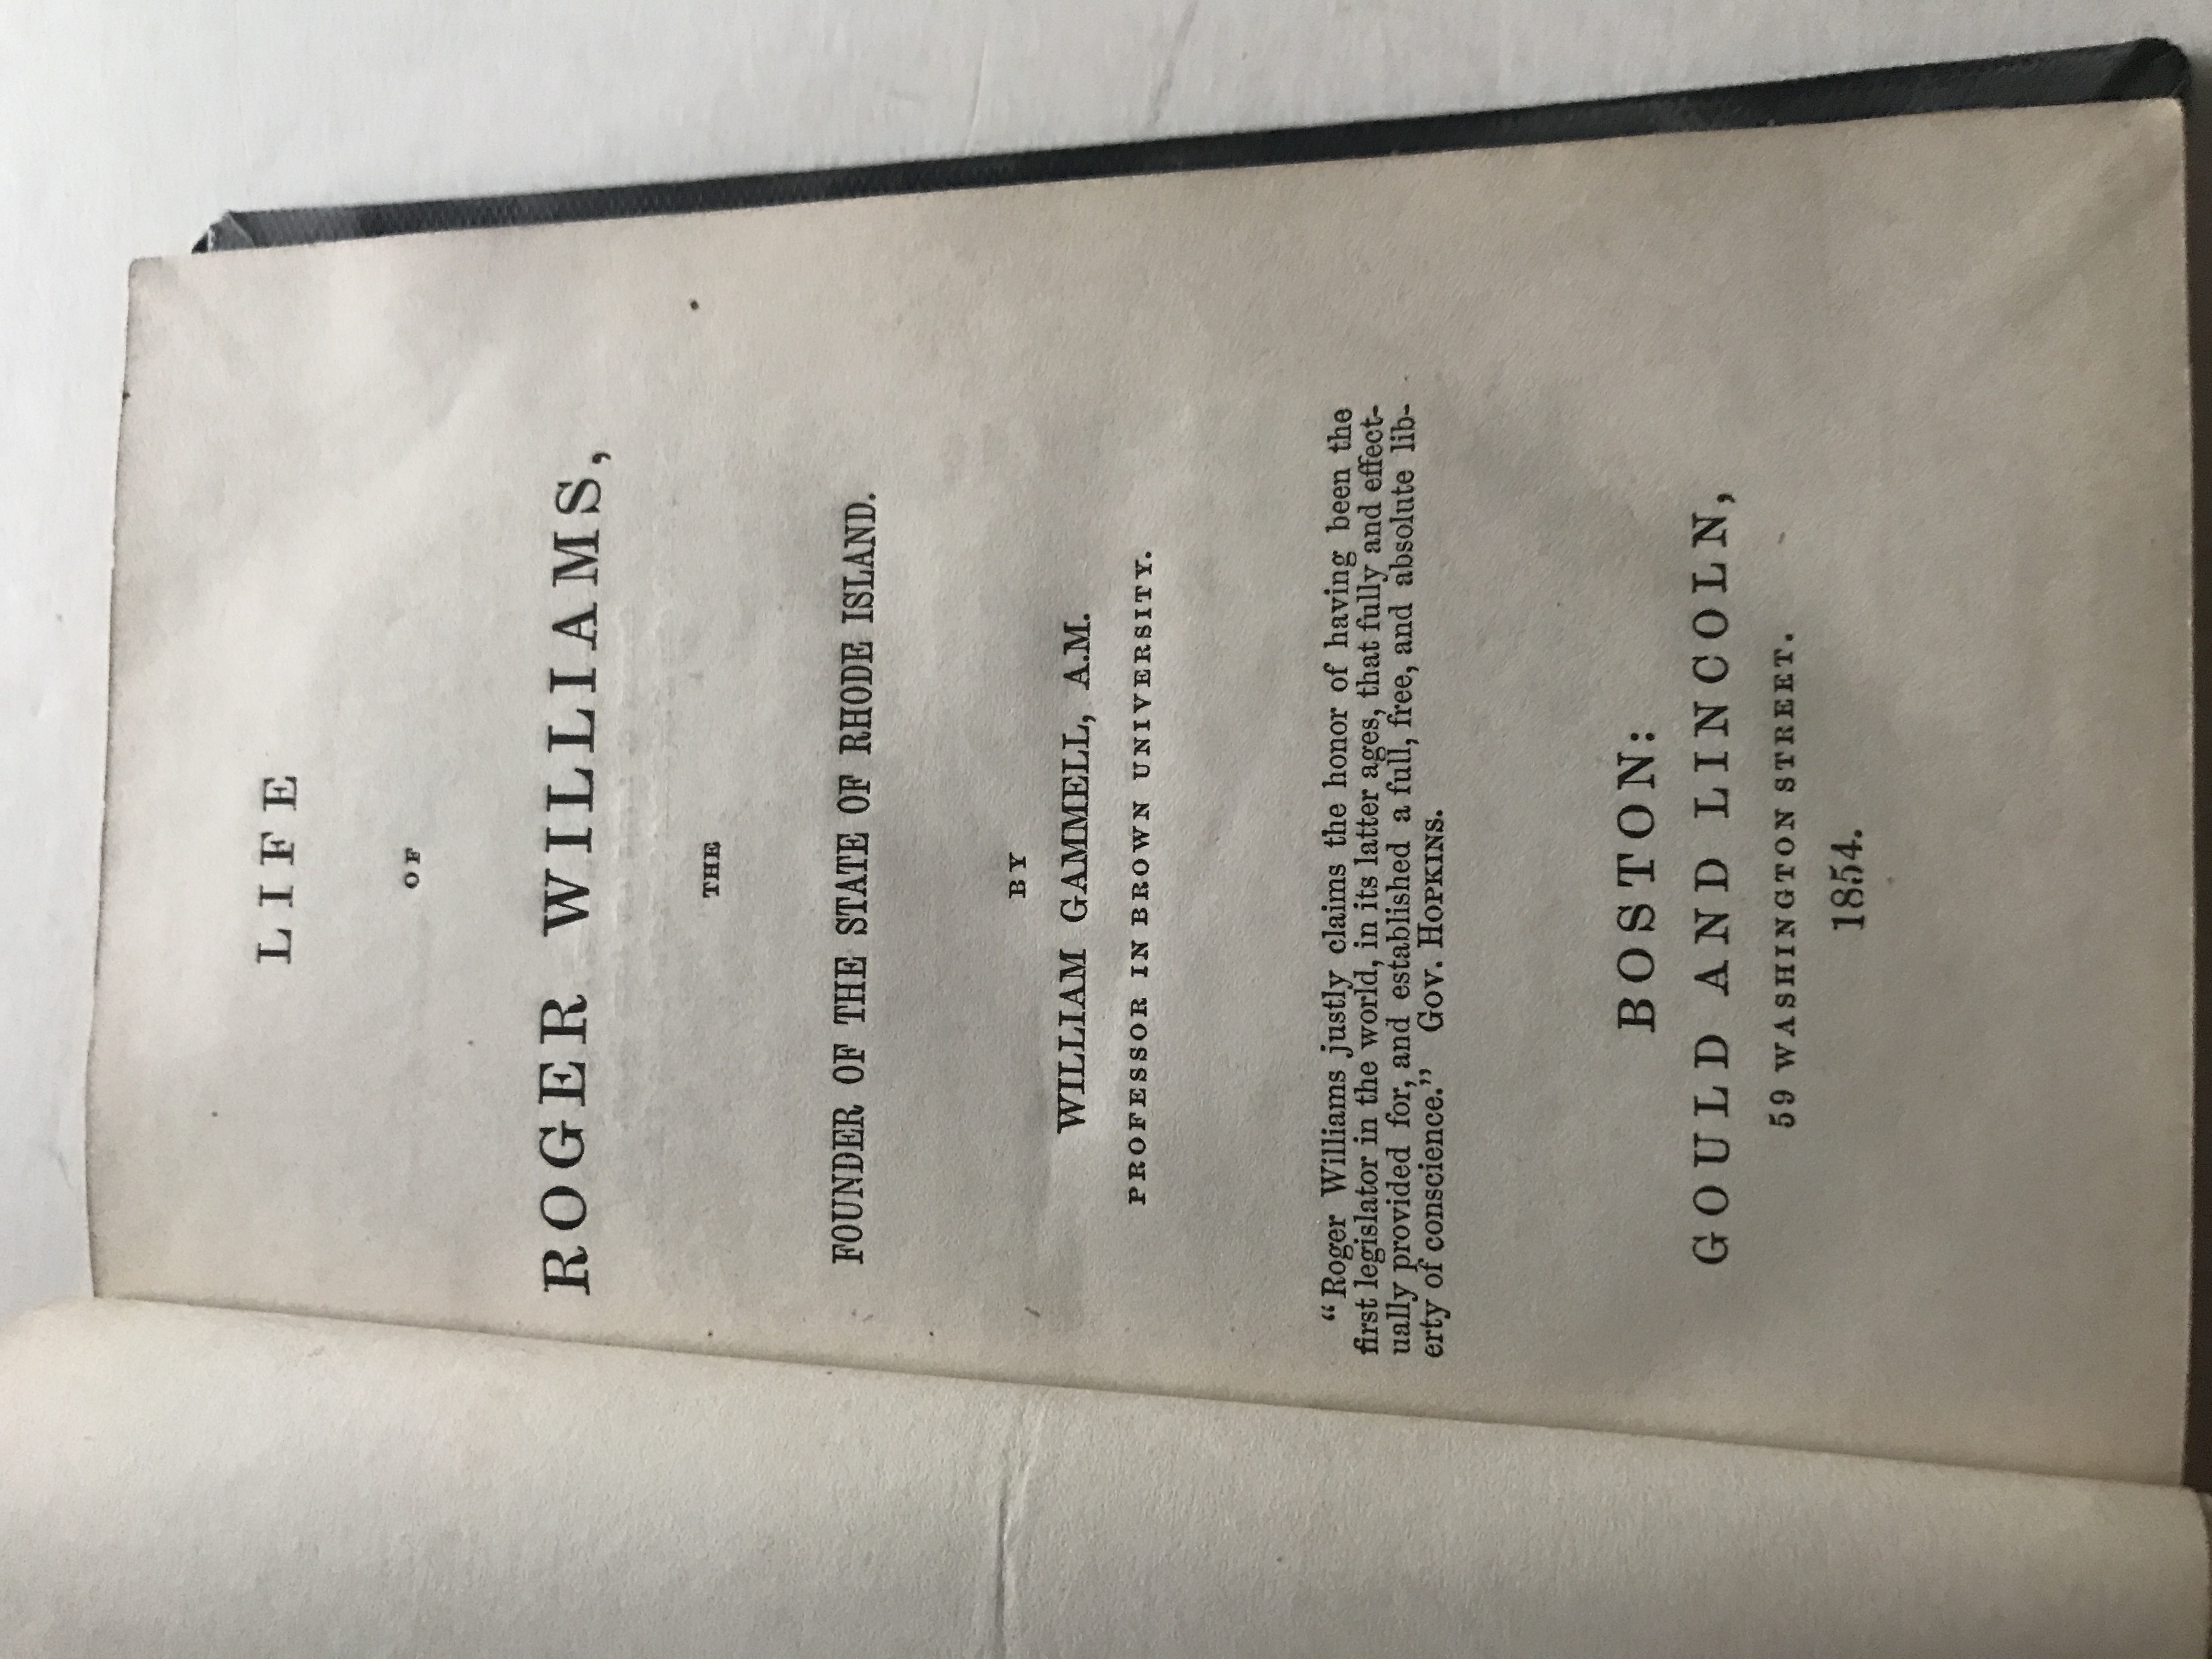 LIFE
OF
ROGER WILLIAMS,
THE
FOUNDER OF THE STATE OF RHODE ISLAND.
BY
WILLIAM GAMMELL, A.M.
PROFESSOR IN BROWN UNIVERSITY.
“Roger Williams justly claims the honor of having been the
first legislator in the world, in its latter ages, that fully and effect-
ually provided for, and established a full, free, and absolute lib-
erty of conscience.” Gov. Hopkins.
BOSTON:
GOULD AND LINCOLN,
59 WASHINGTON STREET.
1854.